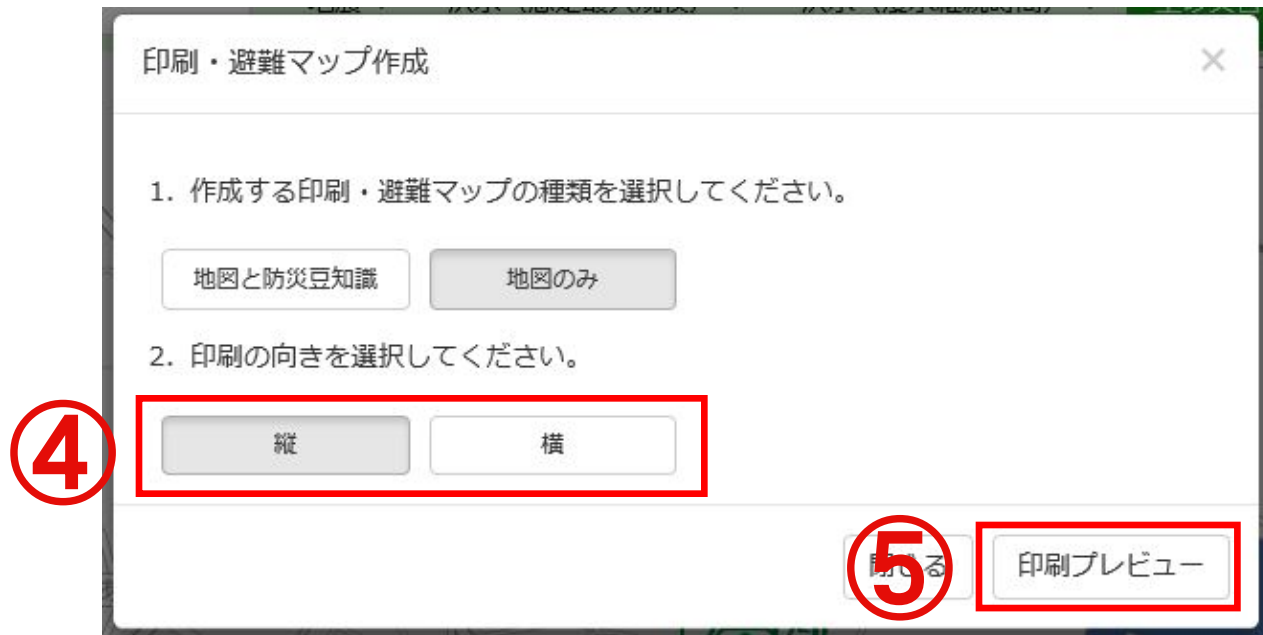 印刷・避難マップ作成 ×
1. 作成する印刷・避難マップの種類を選択してください。
地図と防災豆知識 地図のみ
2. 印刷の向きを選択してください。
④ 縦 横
⑤ 印刷プレビュー